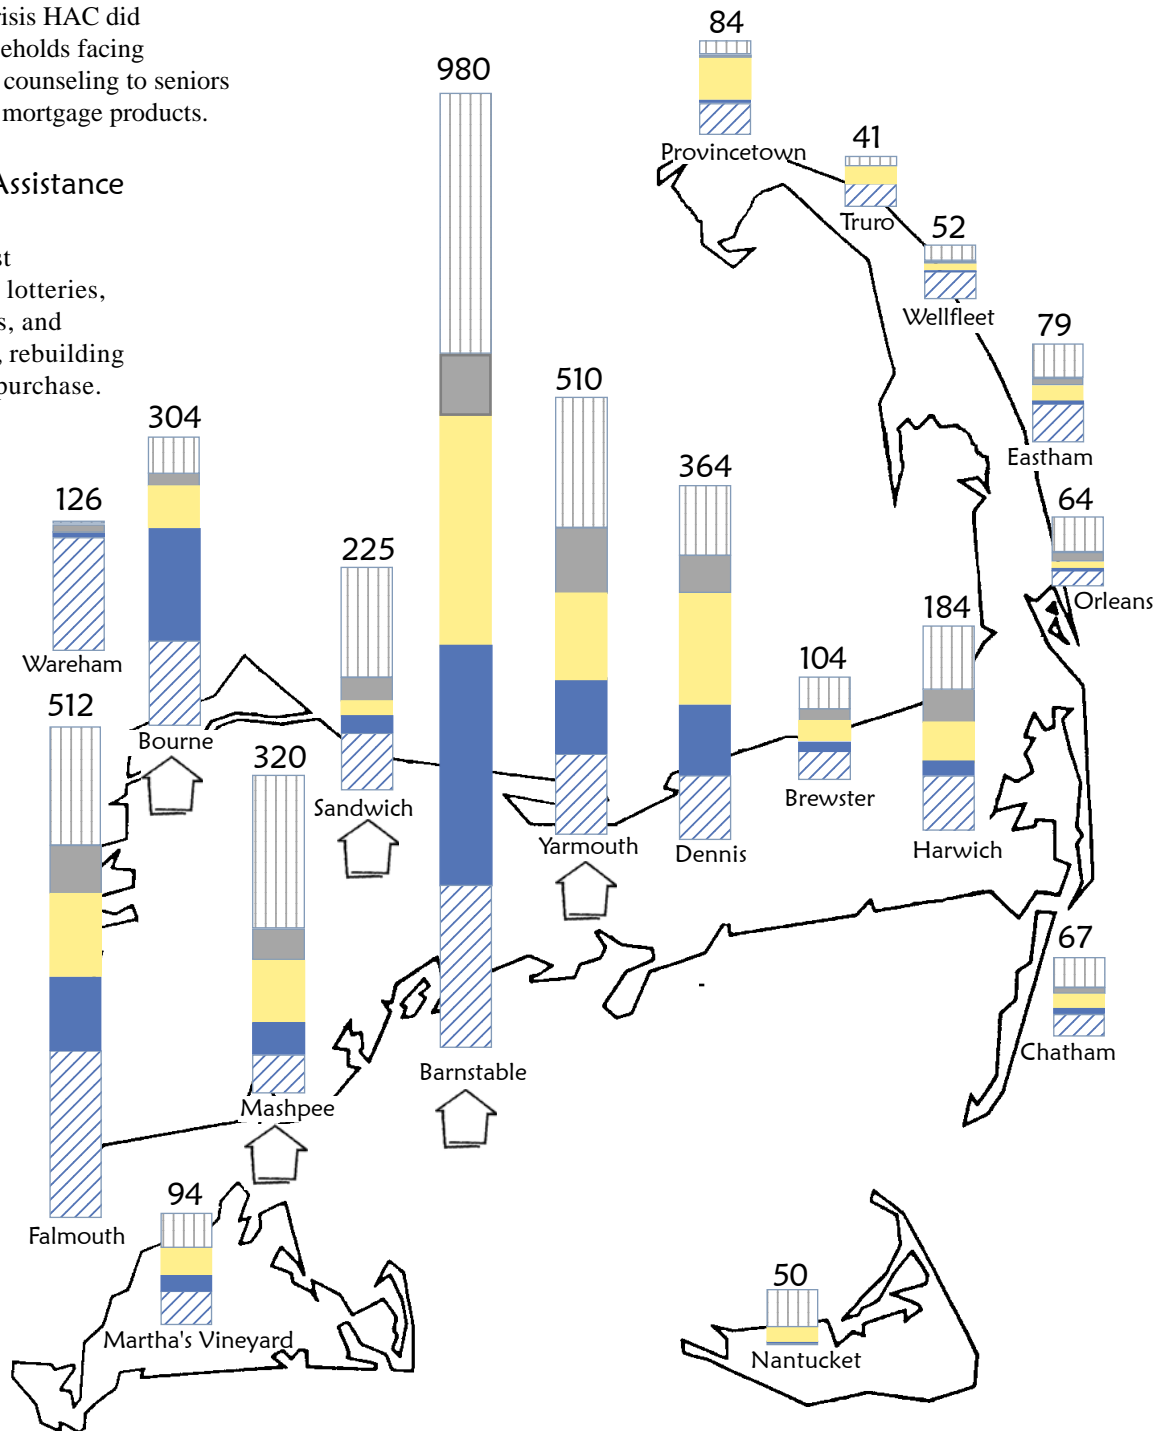 risis HAC did
eholds facing
counseling to seniors
mortgage products.
Assistance
st
lotteries,
s, and
, rebuilding
purchase.
84
Provincetown
41
Truro
52
Wellfleet
79
Eastham
64
Orleans
980
Barnstable
510
Yarmouth
364
Dennis
304
Bourne
126
Wareham
225
Sandwich
104
Brewster
184
Harwich
512
Falmouth
320
Mashpee
67
Chatham
94
Martha's Vineyard
50
Nantucket